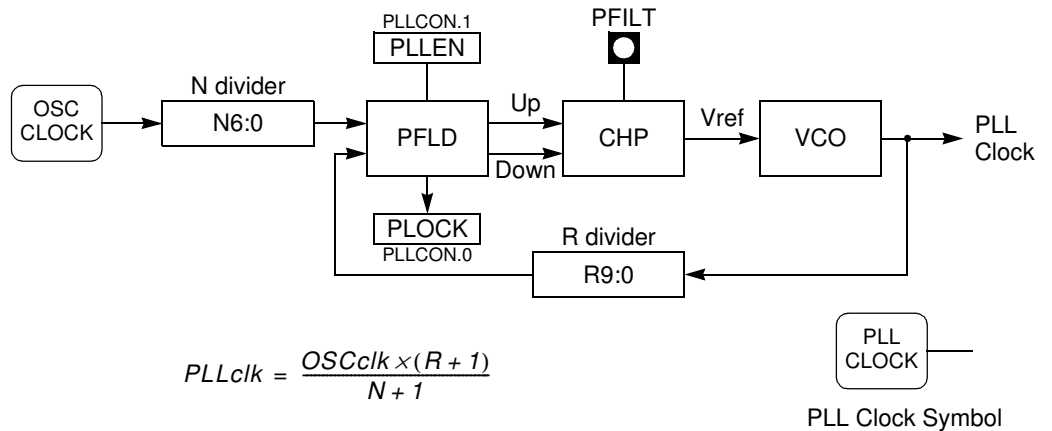 PLLCON.1
PLLEN
PFILT
N divider
OSC
CLOCK
N6:0
PFLD
Up
Down
CHP
Vref
VCO
PLL
Clock
PLOCK
PLLCON.0
R divider
R9:0
PLLclk = OSCclk × (R + 1)
N + 1
PLL
CLOCK
PLL Clock Symbol